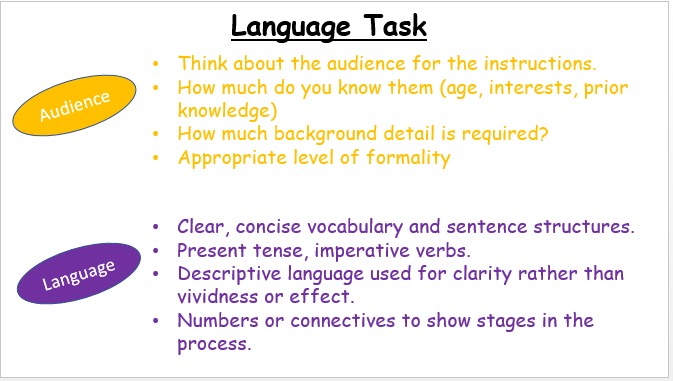 Language Task
Audience
• Think about the audience for the instructions.
• How much do you know them (age, interests, prior
knowledge)
• How much background detail is required?
• Appropriate level of formality
Language
• Clear, concise vocabulary and sentence structures.
• Present tense, imperative verbs.
• Descriptive language used for clarity rather than
vividness or effect.
• Numbers or connectives to show stages in the
process.